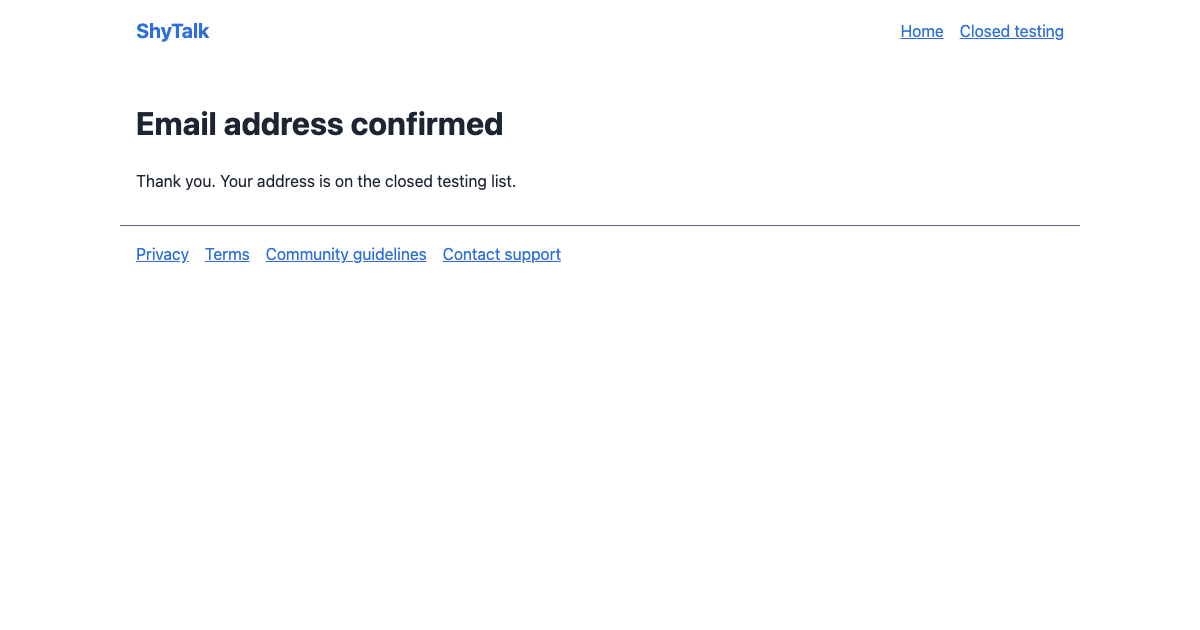 ShyTalk
Home Closed testing
Email address confirmed
Thank you. Your address is on the closed testing list.
Privacy Terms Community guidelines Contact support